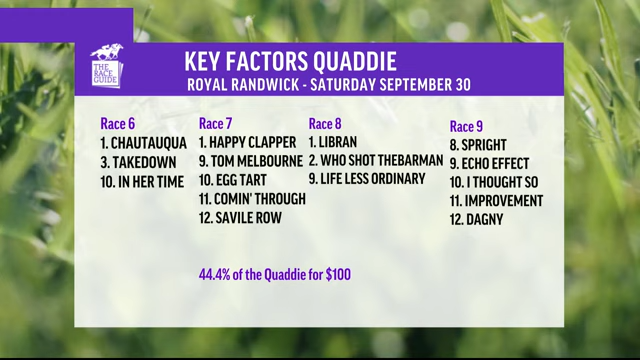 THE
RACE
GUIDE
KEY FACTORS QUADDIE
ROYAL RANDWICK - SATURDAY SEPTEMBER 30
Race 6
1. CHAUTAUQUA
3. TAKEDOWN
10. IN HER TIME
Race 7
1. HAPPY CLAPPER
9. TOM MELBOURNE
10. EGG TART
11. COMIN' THROUGH
12. SAVILE ROW
Race 8
1. LIBRAN
2. WHO SHOT THEBARMAN
9. LIFE LESS ORDINARY
Race 9
8. SPRIGHT
9. ECHO EFFECT
10. I THOUGHT SO
11. IMPROVEMENT
12. DAGNY
44.4% of the Quaddie for $100